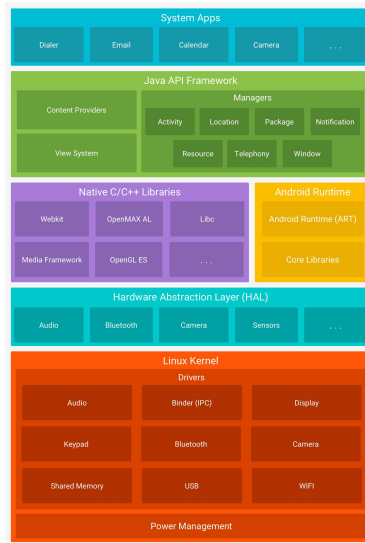 System Apps
Dialer
Email
Calendar
Camera
. . .
Java API Framework
Content Providers
View System
Managers
Activity
Location
Package
Notification
Resource
Telephony
Window
Native C/C++ Libraries
Webkit
OpenMAX AL
Libc
Media Framework
OpenGL ES
. . .
Android Runtime
Android Runtime (ART)
Core Libraries
Hardware Abstraction Layer (HAL)
Audio
Bluetooth
Camera
Sensors
. . .
Linux Kernel
Drivers
Audio
Binder (IPC)
Display
Keypad
Bluetooth
Camera
Shared Memory
USB
WIFI
Power Management